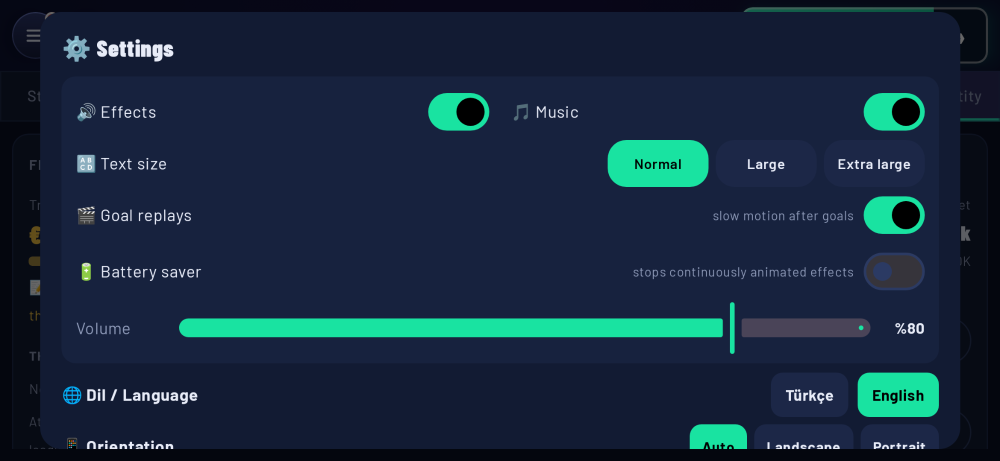 Settings
Effects
Music
Text size
Normal
Large
Extra large
Goal replays
slow motion after goals
Battery saver
stops continuously animated effects
Volume
%80
Dil / Language
Türkçe
English
Orientation
Auto
Landscape
Portrait